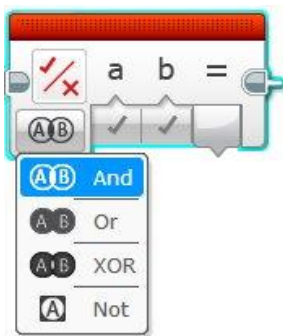 a b =
A B
A B And
A B Or
A B XOR
A Not